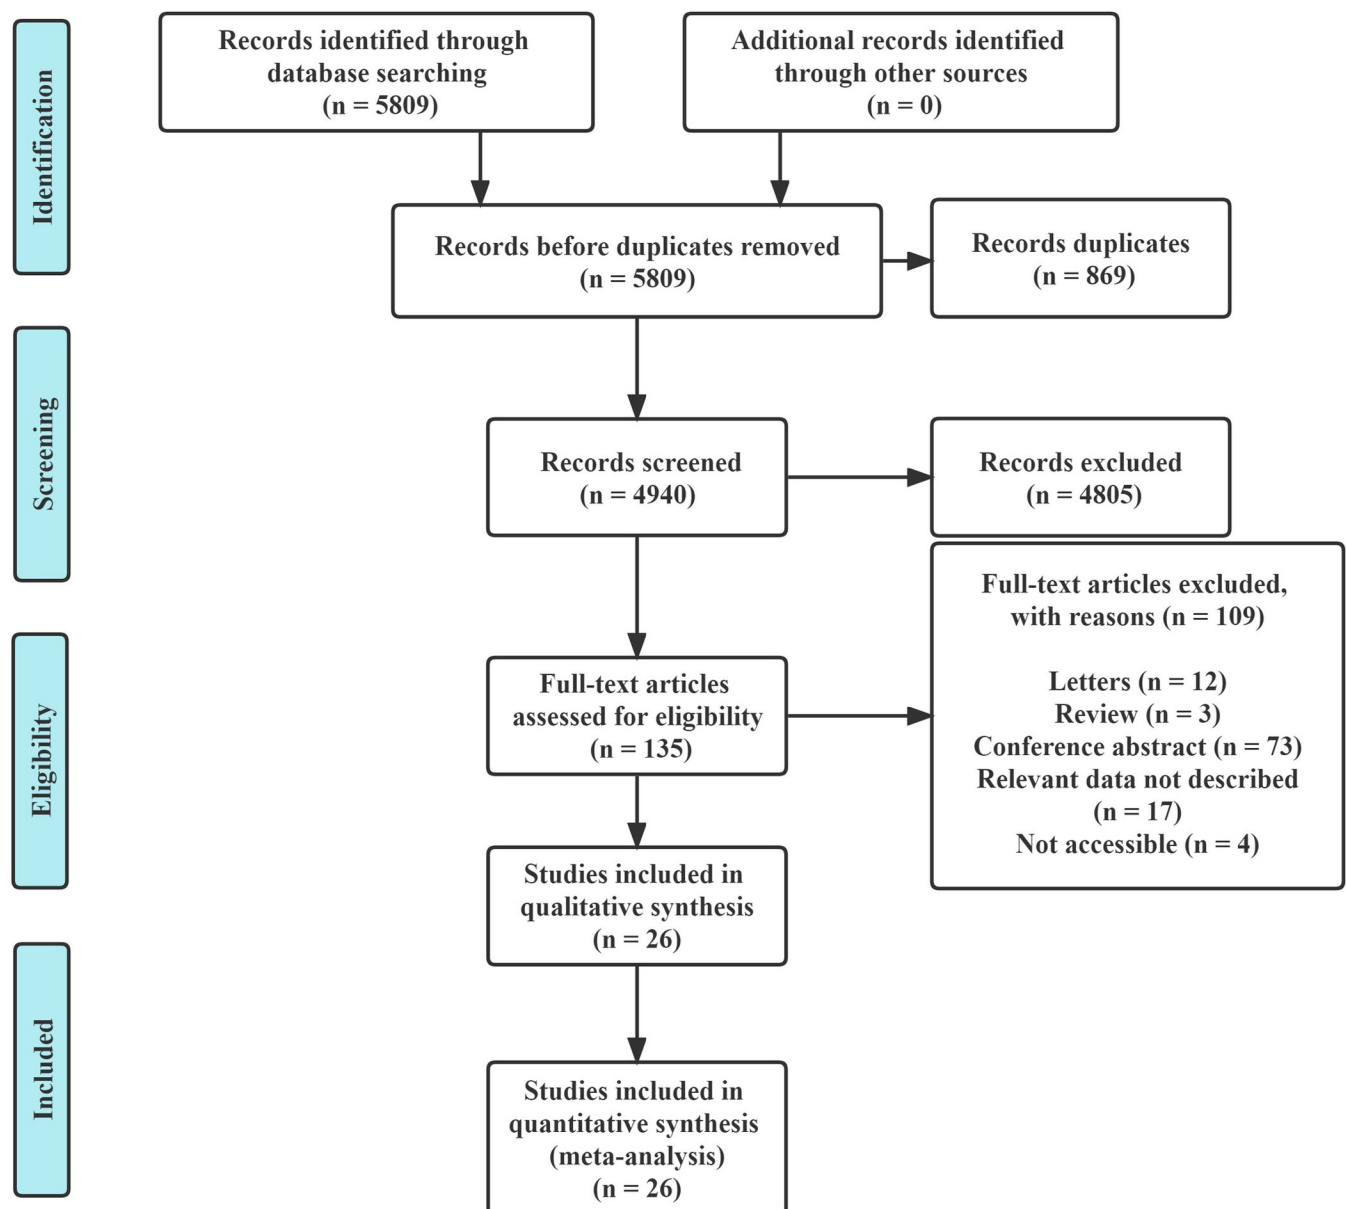 Identification
Records identified through
database searching
(n = 5809)
Additional records identified
through other sources
(n = 0)
Records before duplicates removed
(n = 5809)
Records duplicates
(n = 869)
Screening
Records screened
(n = 4940)
Records excluded
(n = 4805)
Eligibility
Full-text articles
assessed for eligibility
(n = 135)
Full-text articles excluded,
with reasons (n = 109)
Letters (n = 12)
Review (n = 3)
Conference abstract (n = 73)
Relevant data not described
(n = 17)
Not accessible (n = 4)
Studies included in
qualitative synthesis
(n = 26)
Included
Studies included in
quantitative synthesis
(meta-analysis)
(n = 26)